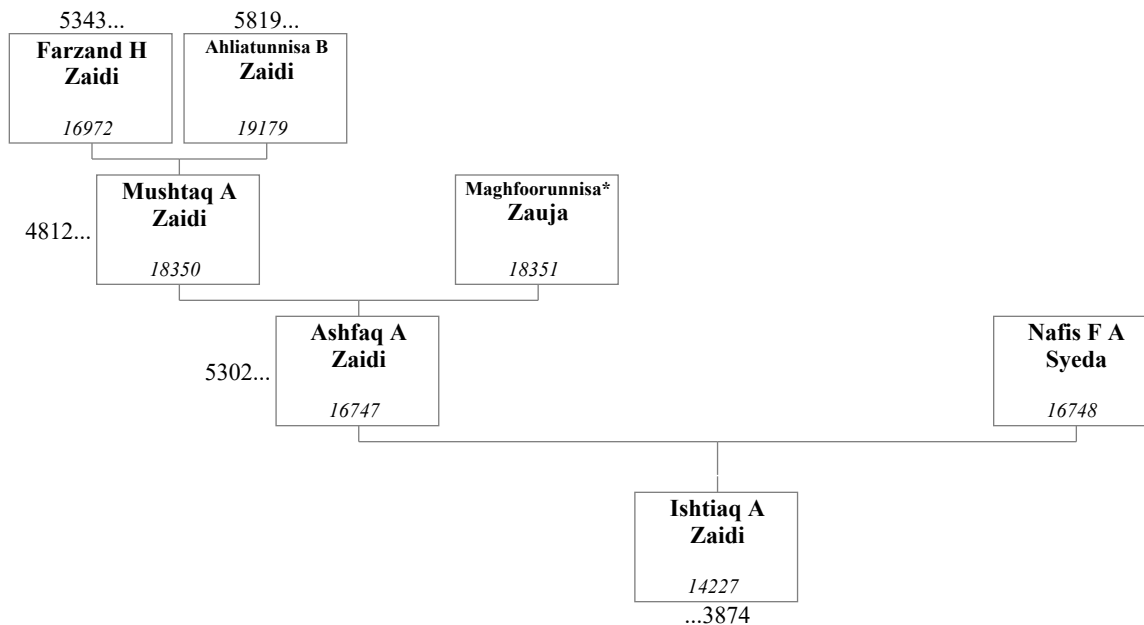 5343...
5819...
Farzand H
Zaidi
16972
Ahliatunnisa B
Zaidi
19179
4812...
Mushtaq A
Zaidi
18350
Maghfoorunnisa*
Zauja
18351
5302...
Ashfaq A
Zaidi
16747
Nafis F A
Syeda
16748
Ishtiaq A
Zaidi
14227
...3874